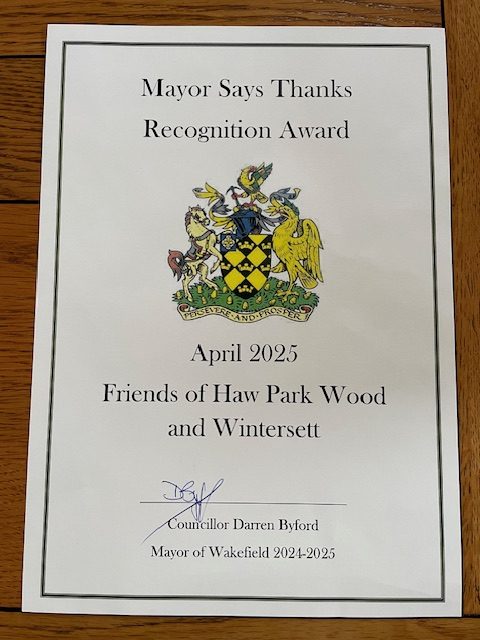 Mayor Says Thanks
Recognition Award
PERSEVERE·AND·PROSPER
April 2025
Friends of Haw Park Wood
and Wintersett
Councillor Darren Byford
Mayor of Wakefield 2024-2025